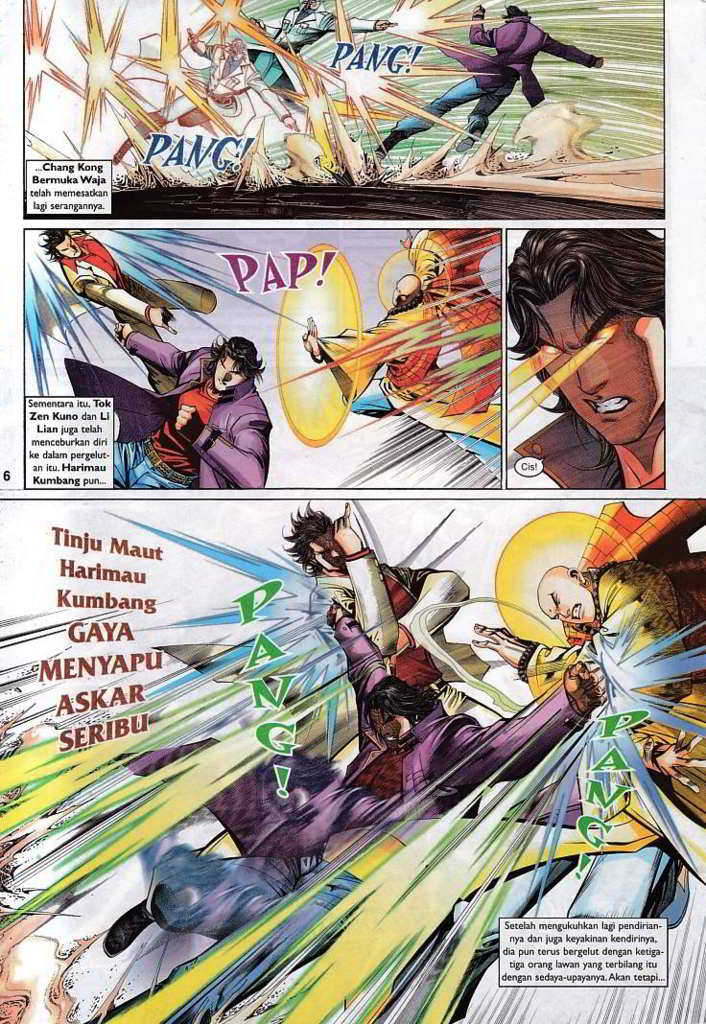 PANG!
PANG!
...Chang Kong
Bermuka Waja
telah memesatkan
lagi serangannya.
PAP!
Sementara itu, Tok
Zen Kuno dan Li
Lian juga telah
menceburkan diri
ke dalam pergelut-
an itu. Harimau
Kumbang pun...
Cis!
6
Tinju Maut
Harimau
Kumbang
GAYA
MENYAPU
ASKAR
SERIBU
PANG!
PANG!
Setelah mengukuhkan lagi pendirian-
nya dan juga keyakinan kendirinya,
dia pun terus bergelut dengan ketiga-
tiga orang lawan yang terbilang itu
dengan sedaya-upayanya. Akan tetapi...